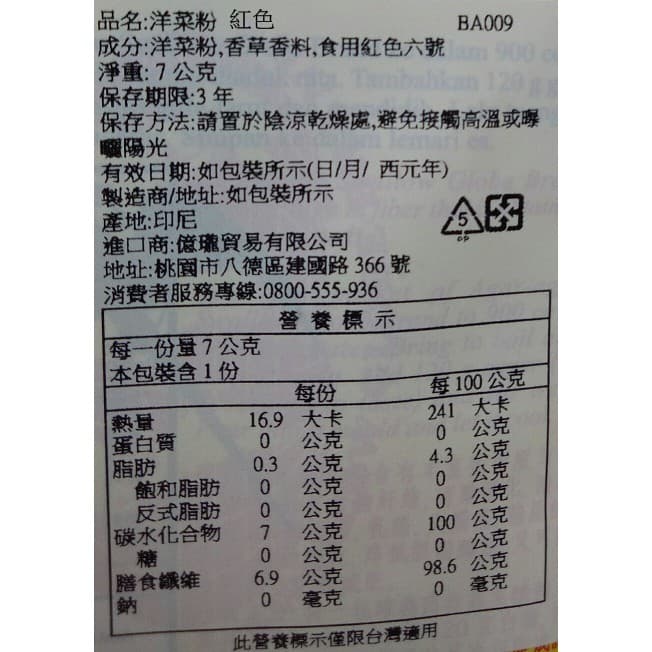 品名:洋菜粉 紅色 BA009
成分:洋菜粉,香草香料,食用紅色六號
淨重:7公克
保存期限:3年
保存方法:請置於陰涼乾燥處,避免接觸高溫或曝
曬陽光
有效日期:如包裝所示(日/月/ 西元年)
製造商/地址:如包裝所示
產地:印尼
進口商:億瓏貿易有限公司
地址:桃園市八德區建國路366號
消費者服務專線:0800-555-936
5
PP
營養標示
每一份量7公克
本包裝含1份
每份 每100公克
熱量 16.9 大卡 241 大卡
蛋白質 0 公克 0 公克
脂肪 0.3 公克 4.3 公克
飽和脂肪 0 公克 0 公克
反式脂肪 0 公克 0 公克
碳水化合物 7 公克 100 公克
糖 0 公克 0 公克
膳食纖維 6.9 公克 98.6 公克
鈉 0 毫克 0 毫克
此營養標示僅限台灣適用